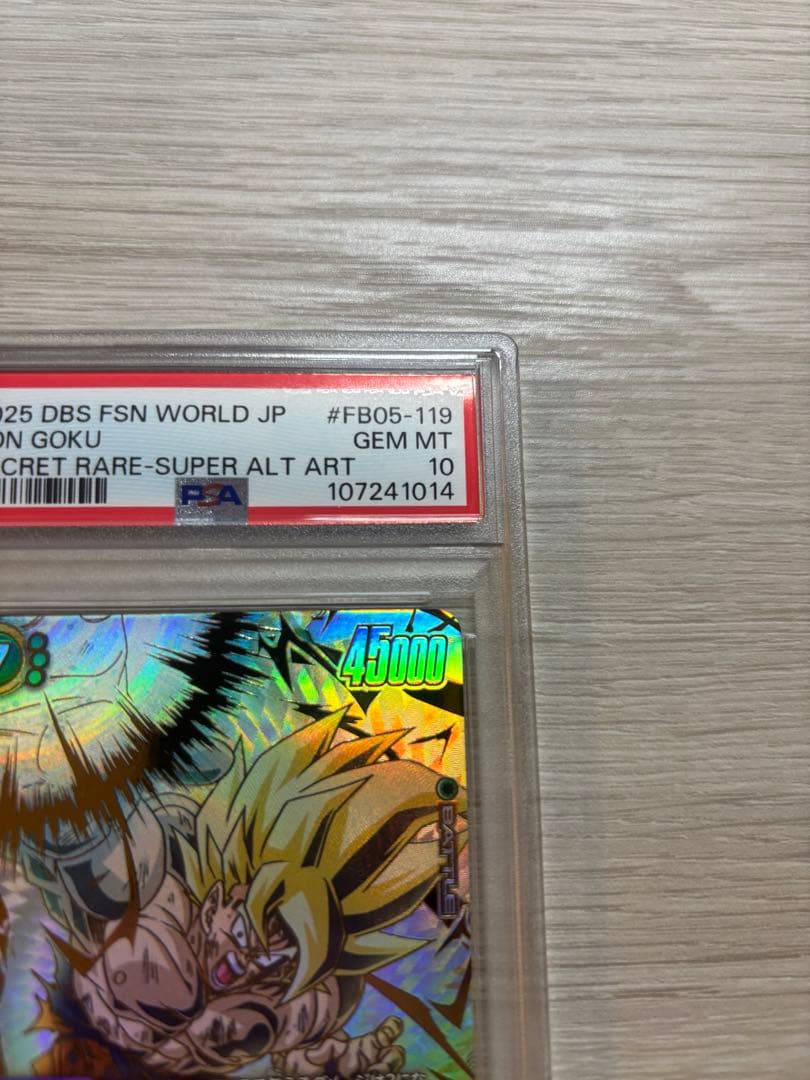 025 DBS FSN WORLD JP #FB05-119
ON GOKU GEM MT
CRET RARE-SUPER ALT ART 10
PSA 107241014
45000
BATTLE